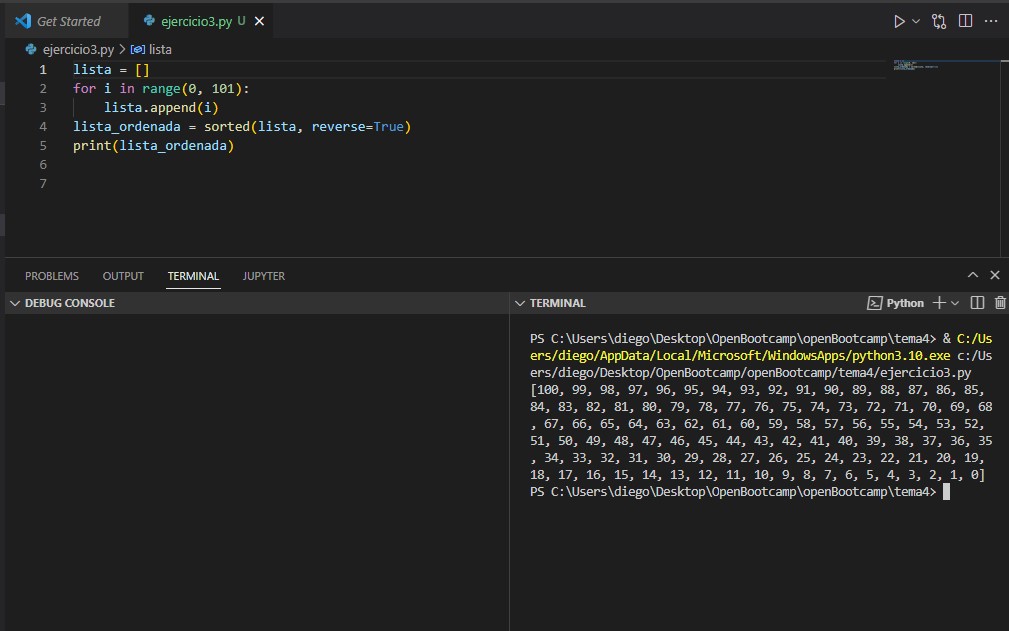 Get Started
ejercicio3.py U
ejercicio3.py > lista
1 lista = []
2 for i in range(0, 101):
3 lista.append(i)
4 lista_ordenada = sorted(lista, reverse=True)
5 print(lista_ordenada)
6
7
PROBLEMS OUTPUT TERMINAL JUPYTER
DEBUG CONSOLE
TERMINAL
Python
PS C:\Users\diego\Desktop\OpenBootcamp\openBootcamp\tema4> & C:/Us
ers/diego/AppData/Local/Microsoft/WindowsApps/python3.10.exe c:/Us
ers/diego/Desktop/OpenBootcamp/openBootcamp/tema4/ejercicio3.py
[100, 99, 98, 97, 96, 95, 94, 93, 92, 91, 90, 89, 88, 87, 86, 85,
84, 83, 82, 81, 80, 79, 78, 77, 76, 75, 74, 73, 72, 71, 70, 69, 68
, 67, 66, 65, 64, 63, 62, 61, 60, 59, 58, 57, 56, 55, 54, 53, 52,
51, 50, 49, 48, 47, 46, 45, 44, 43, 42, 41, 40, 39, 38, 37, 36, 35
, 34, 33, 32, 31, 30, 29, 28, 27, 26, 25, 24, 23, 22, 21, 20, 19,
18, 17, 16, 15, 14, 13, 12, 11, 10, 9, 8, 7, 6, 5, 4, 3, 2, 1, 0]
PS C:\Users\diego\Desktop\OpenBootcamp\openBootcamp\tema4>